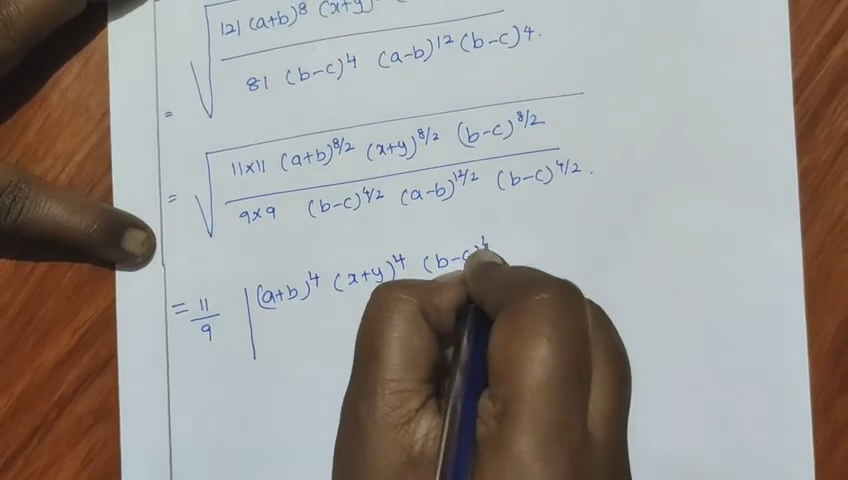 √121 (a+b)^8 (x+y)
81 (b-c)^4 (a-b)^12 (b-c)^4.
=
= √11×11 (a+b)^8/2 (x+y)^8/2 (b-c)^8/2
9×9 (b-c)^4/2 (a-b)^12/2 (b-c)^4/2.
= 11 | (a+b)^4 (x+y)^4 (b-c)
9